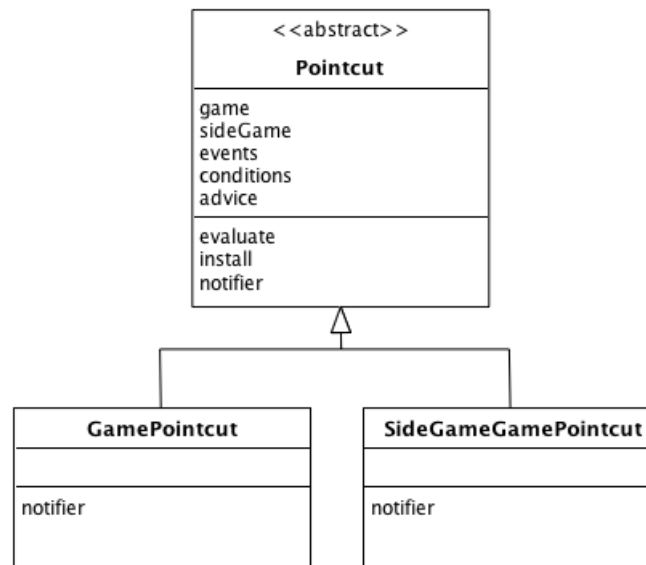 <<abstract>>
Pointcut
game
sideGame
events
conditions
advice
evaluate
install
notifier
GamePointcut
notifier
SideGameGamePointcut
notifier